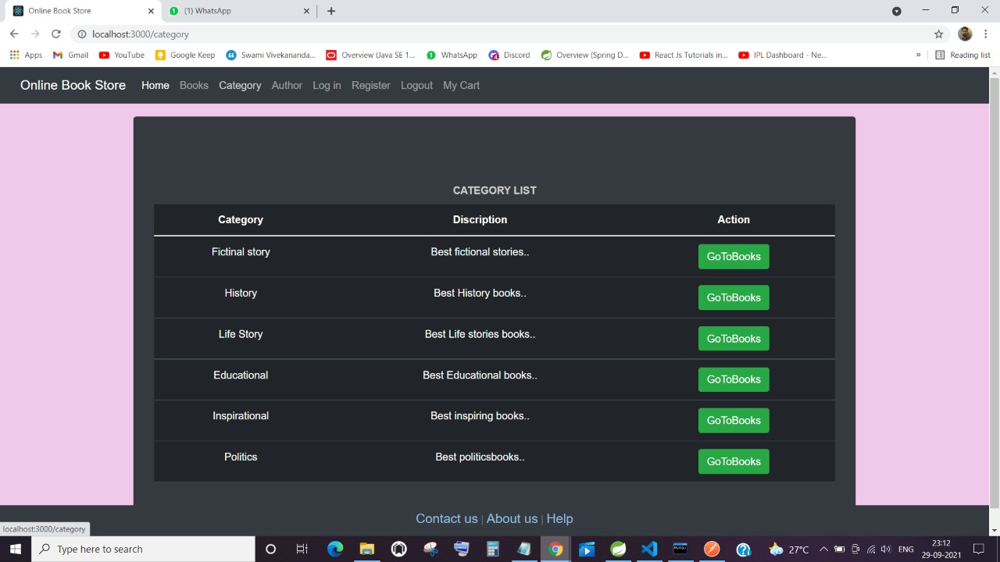 Online Book Store
(1) WhatsApp
localhost:3000/category
Apps Gmail YouTube Google Keep Swami Vivekananda... Overview (Java SE 1... WhatsApp Discord Overview (Spring D... React Js Tutorials in... IPL Dashboard - Ne... » Reading list
Online Book Store Home Books Category Author Log in Register Logout My Cart
CATEGORY LIST
Category Discription Action
Fictinal story Best fictional stories.. GoToBooks
History Best History books.. GoToBooks
Life Story Best Life stories books.. GoToBooks
Educational Best Educational books.. GoToBooks
Inspirational Best inspiring books.. GoToBooks
Politics Best politicsbooks.. GoToBooks
Contact us | About us | Help
localhost:3000/category
Type here to search
27°C ENG
23:12
29-09-2021